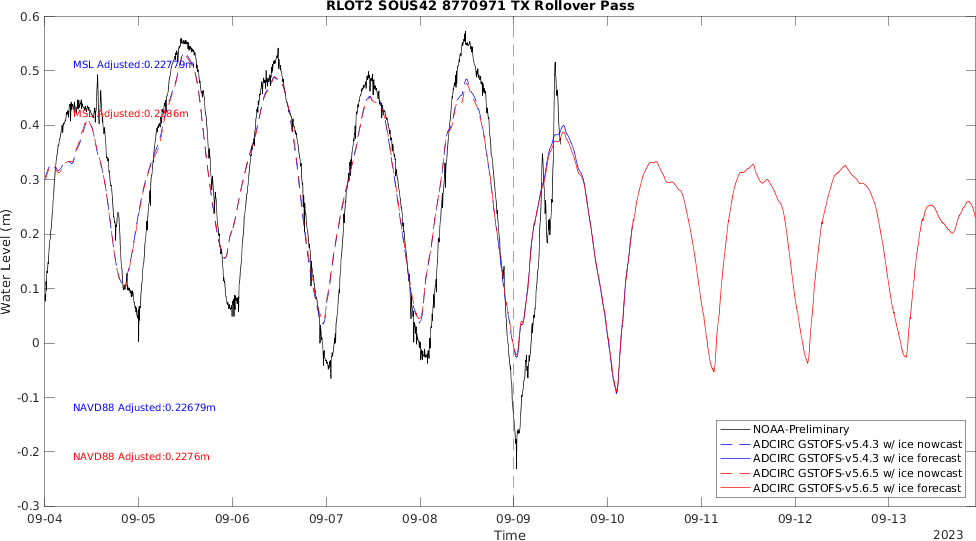 RLOT2 SOUS42 8770971 TX Rollover Pass
0.6
0.5
0.4
0.3
0.2
0.1
0
-0.1
-0.2
-0.3
Water Level (m)
MSL Adjusted:0.22779m
MSL Adjusted:0.2286m
NAVD88 Adjusted:0.22679m
NAVD88 Adjusted:0.2276m
NOAA-Preliminary
ADCIRC GSTOFS-v5.4.3 w/ ice nowcast
ADCIRC GSTOFS-v5.4.3 w/ ice forecast
ADCIRC GSTOFS-v5.6.5 w/ ice nowcast
ADCIRC GSTOFS-v5.6.5 w/ ice forecast
09-04 09-05 09-06 09-07 09-08 09-09 09-10 09-11 09-12 09-13
Time
2023